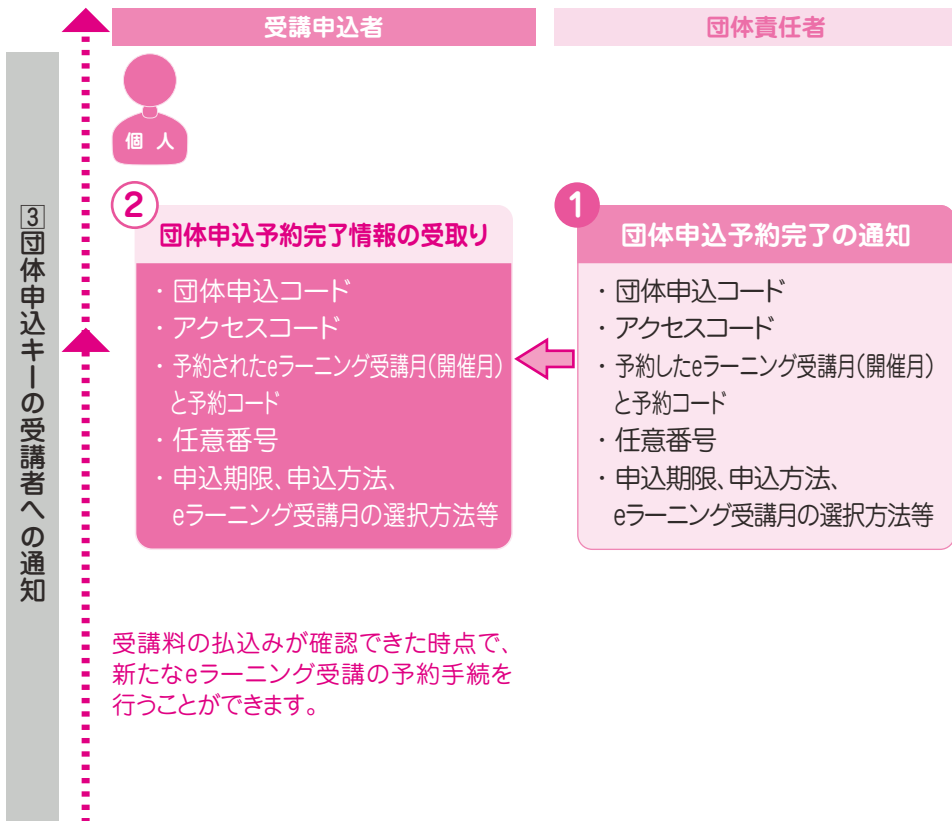 受講申込者
団体責任者
個人
③団体申込キーの受講者への通知
②
団体申込予約完了情報の受取り
・団体申込コード
・アクセスコード
・予約されたeラーニング受講月(開催月)
と予約コード
・任意番号
・申込期限、申込方法、
eラーニング受講月の選択方法等
①
団体申込予約完了の通知
・団体申込コード
・アクセスコード
・予約したeラーニング受講月(開催月)
と予約コード
・任意番号
・申込期限、申込方法、
eラーニング受講月の選択方法等
受講料の払込みが確認できた時点で、
新たなeラーニング受講の予約手続を
行うことができます。